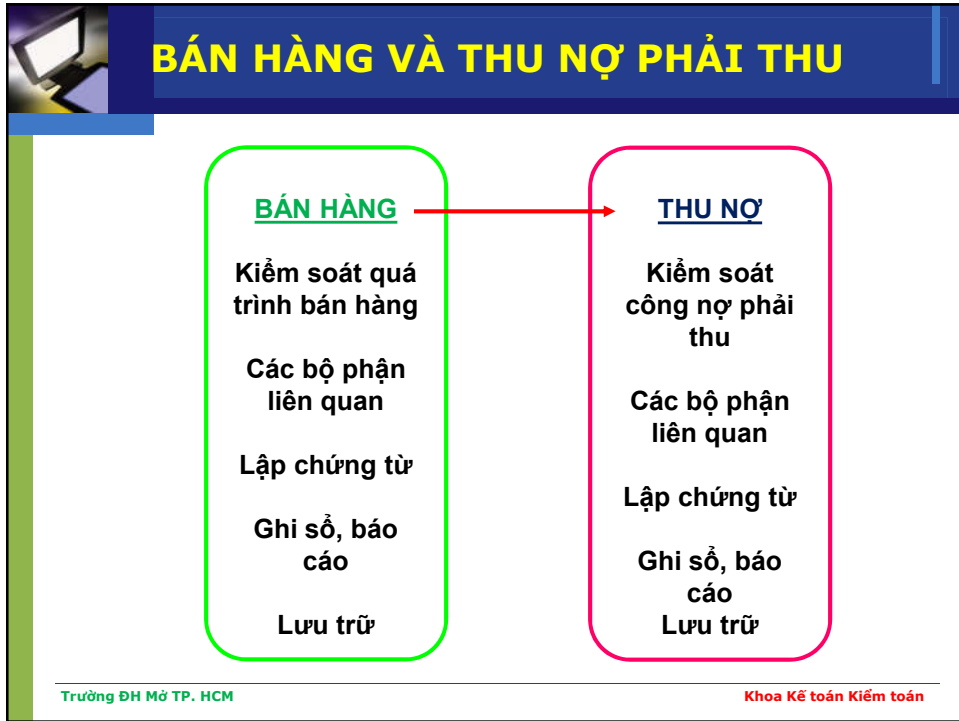 BÁN HÀNG VÀ THU NỢ PHẢI THU
BÁN HÀNG
Kiểm soát quá
trình bán hàng
Các bộ phận
liên quan
Lập chứng từ
Ghi sổ, báo
cáo
Lưu trữ
THU NỢ
Kiểm soát
công nợ phải
thu
Các bộ phận
liên quan
Lập chứng từ
Ghi sổ, báo
cáo
Lưu trữ
Trường ĐH Mở TP. HCM
Khoa Kế toán Kiểm toán